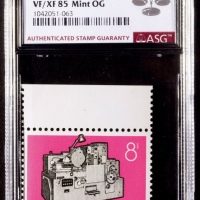 VF/XF 85 Mint OG
1042051-063
AUTHENTICATED STAMP GUARANTY
ASG
8